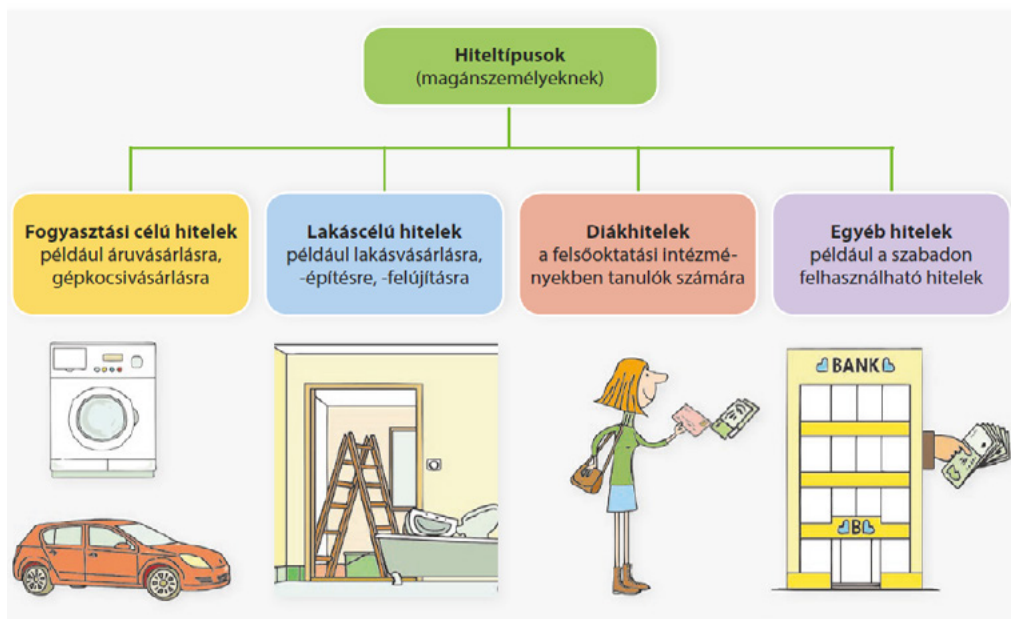 Hiteltípusok
(magánszemélyeknek)
Fogyasztási célú hitelek
például áruvásárlásra,
gépkocsivásárlásra
Lakáscélú hitelek
például lakásvásárlásra,
-építésre, -felújításra
Diákhitelek
a felsőoktatási intézmé-
nyekben tanulók számára
Egyéb hitelek
például a szabadon
felhasználható hitelek
BANK
B